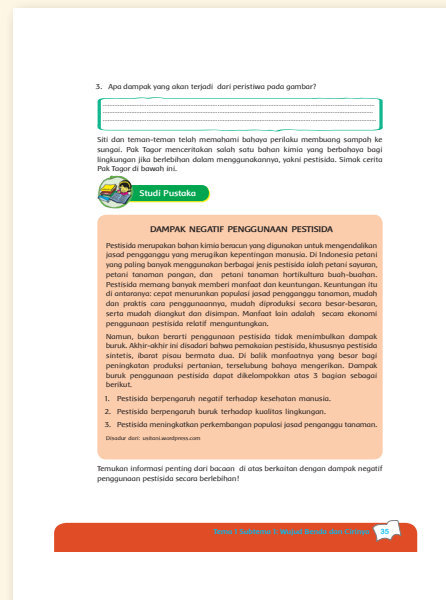 3. Apa dampak yang akan terjadi dari peristiwa pada gambar?
Siti dan teman-teman telah memahami bahaya perilaku membuang sampah ke
sungai. Pak Tagor menceritakan salah satu bahan kimia yang berbahaya bagi
lingkungan jika berlebihan dalam menggunakannya, yakni pestisida. Simak cerita
Pak Tagor di bawah ini.
Studi Pustaka
DAMPAK NEGATIF PENGGUNAAN PESTISIDA
Pestisida merupakan bahan kimia beracun yang digunakan untuk mengendalikan
jasad pengganggu yang merugikan kepentingan manusia. Di Indonesia petani
yang paling banyak menggunakan berbagai jenis pestisida ialah petani sayuran,
petani tanaman pangan, dan petani tanaman hortikultura buah-buahan.
Pestisida memang banyak memberi manfaat dan keuntungan. Keuntungan itu
di antaranya: cepat menurunkan populasi jasad pengganggu tanaman, mudah
dan praktis cara penggunaannya, mudah diproduksi secara besar-besaran,
serta mudah diangkut dan disimpan. Manfaat lain adalah secara ekonomi
penggunaan pestisida relatif menguntungkan.
Namun, bukan berarti penggunaan pestisida tidak menimbulkan dampak
buruk. Akhir-akhir ini disadari bahwa pemakaian pestisida, khususnya pestisida
sintetis, ibarat pisau bermata dua. Di balik manfaatnya yang besar bagi
peningkatan produksi pertanian, terselubung bahaya mengerikan. Dampak
buruk penggunaan pestisida dapat dikelompokkan atas 3 bagian sebagai
berikut.
1. Pestisida berpengaruh negatif terhadap kesehatan manusia.
2. Pestisida berpengaruh buruk terhadap kualitas lingkungan.
3. Pestisida meningkatkan perkembangan populasi jasad penganggu tanaman.
Disadur dari: usitani.wordpress.com
Temukan informasi penting dari bacaan di atas berkaitan dengan dampak negatif
penggunaan pestisida secara berlebihan!
Tema 7 Subtema 1: Wujud Benda dan Cirinya 35